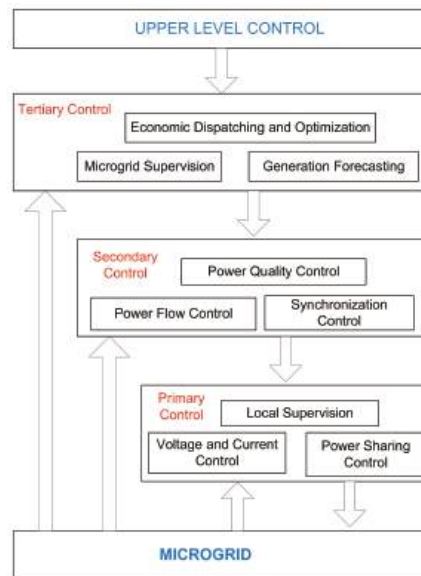 UPPER LEVEL CONTROL
Tertiary Control
Economic Dispatching and Optimization
Microgrid Supervision
Generation Forecasting
Secondary
Control
Power Quality Control
Power Flow Control
Synchronization
Control
Primary
Control
Local Supervision
Voltage and Current
Control
Power Sharing
Control
MICROGRID